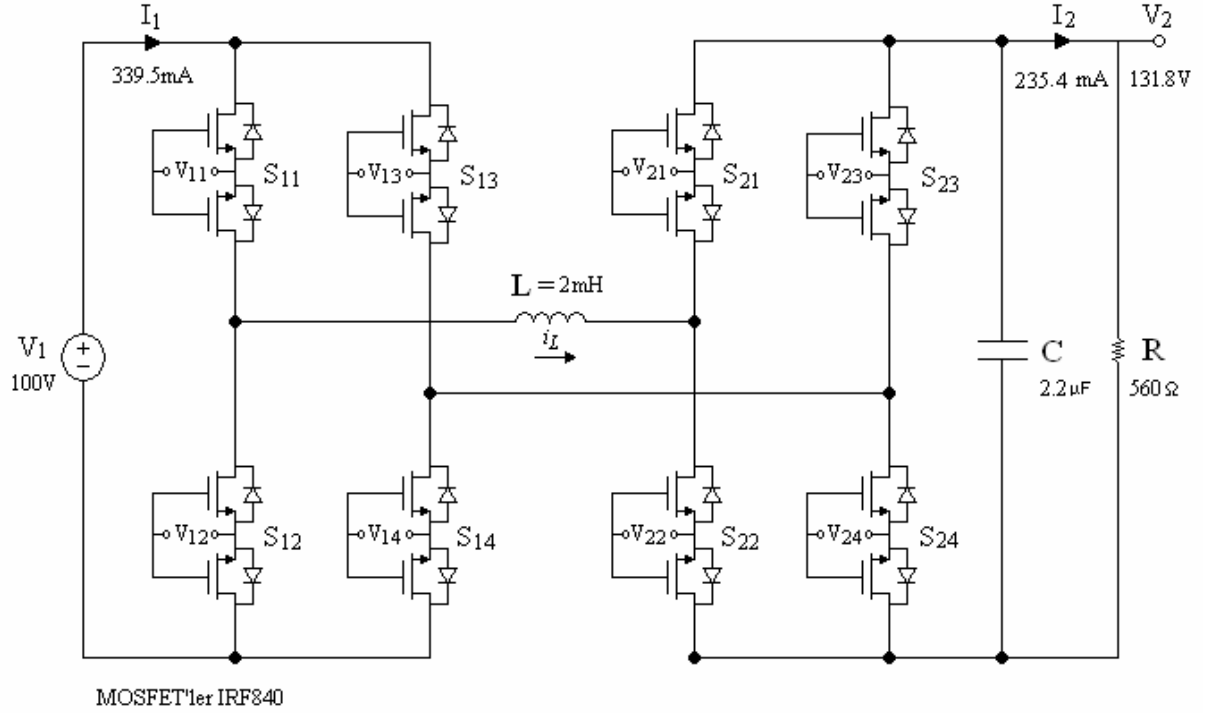 I1 I2 V2
339.5mA 235.4 mA 131.8V
V11 S11 V13 S13 V21 S21 V23 S23
L = 2mH
iL
V1 100V
C 2.2µF
R 560Ω
V12 S12 V14 S14 V22 S22 V24 S24
MOSFET'ler IRF840